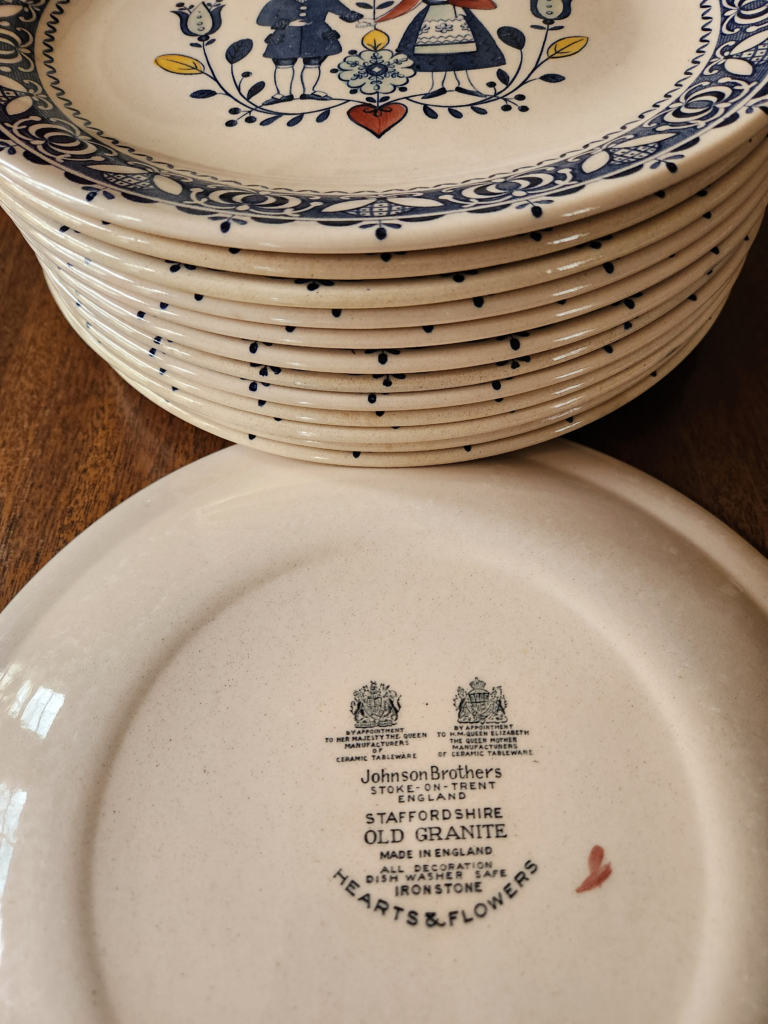 BY APPOINTMENT
TO HER MAJESTY THE QUEEN
MANUFACTURERS
OF
CERAMIC TABLEWARE
BY APPOINTMENT
TO H.M. QUEEN ELIZABETH
THE QUEEN MOTHER
MANUFACTURERS
OF CERAMIC TABLEWARE
Johnson Brothers
STOKE-ON-TRENT
ENGLAND
STAFFORDSHIRE
OLD GRANITE
MADE IN ENGLAND
ALL DECORATION
DISH WASHER SAFE
IRONSTONE
HEARTS & FLOWERS